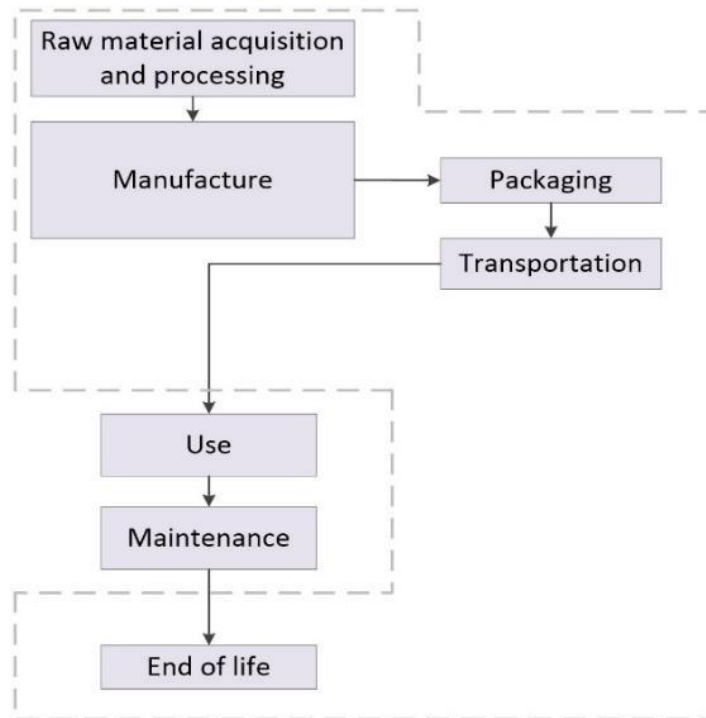 Raw material acquisition
and processing
Manufacture
Packaging
Transportation
Use
Maintenance
End of life